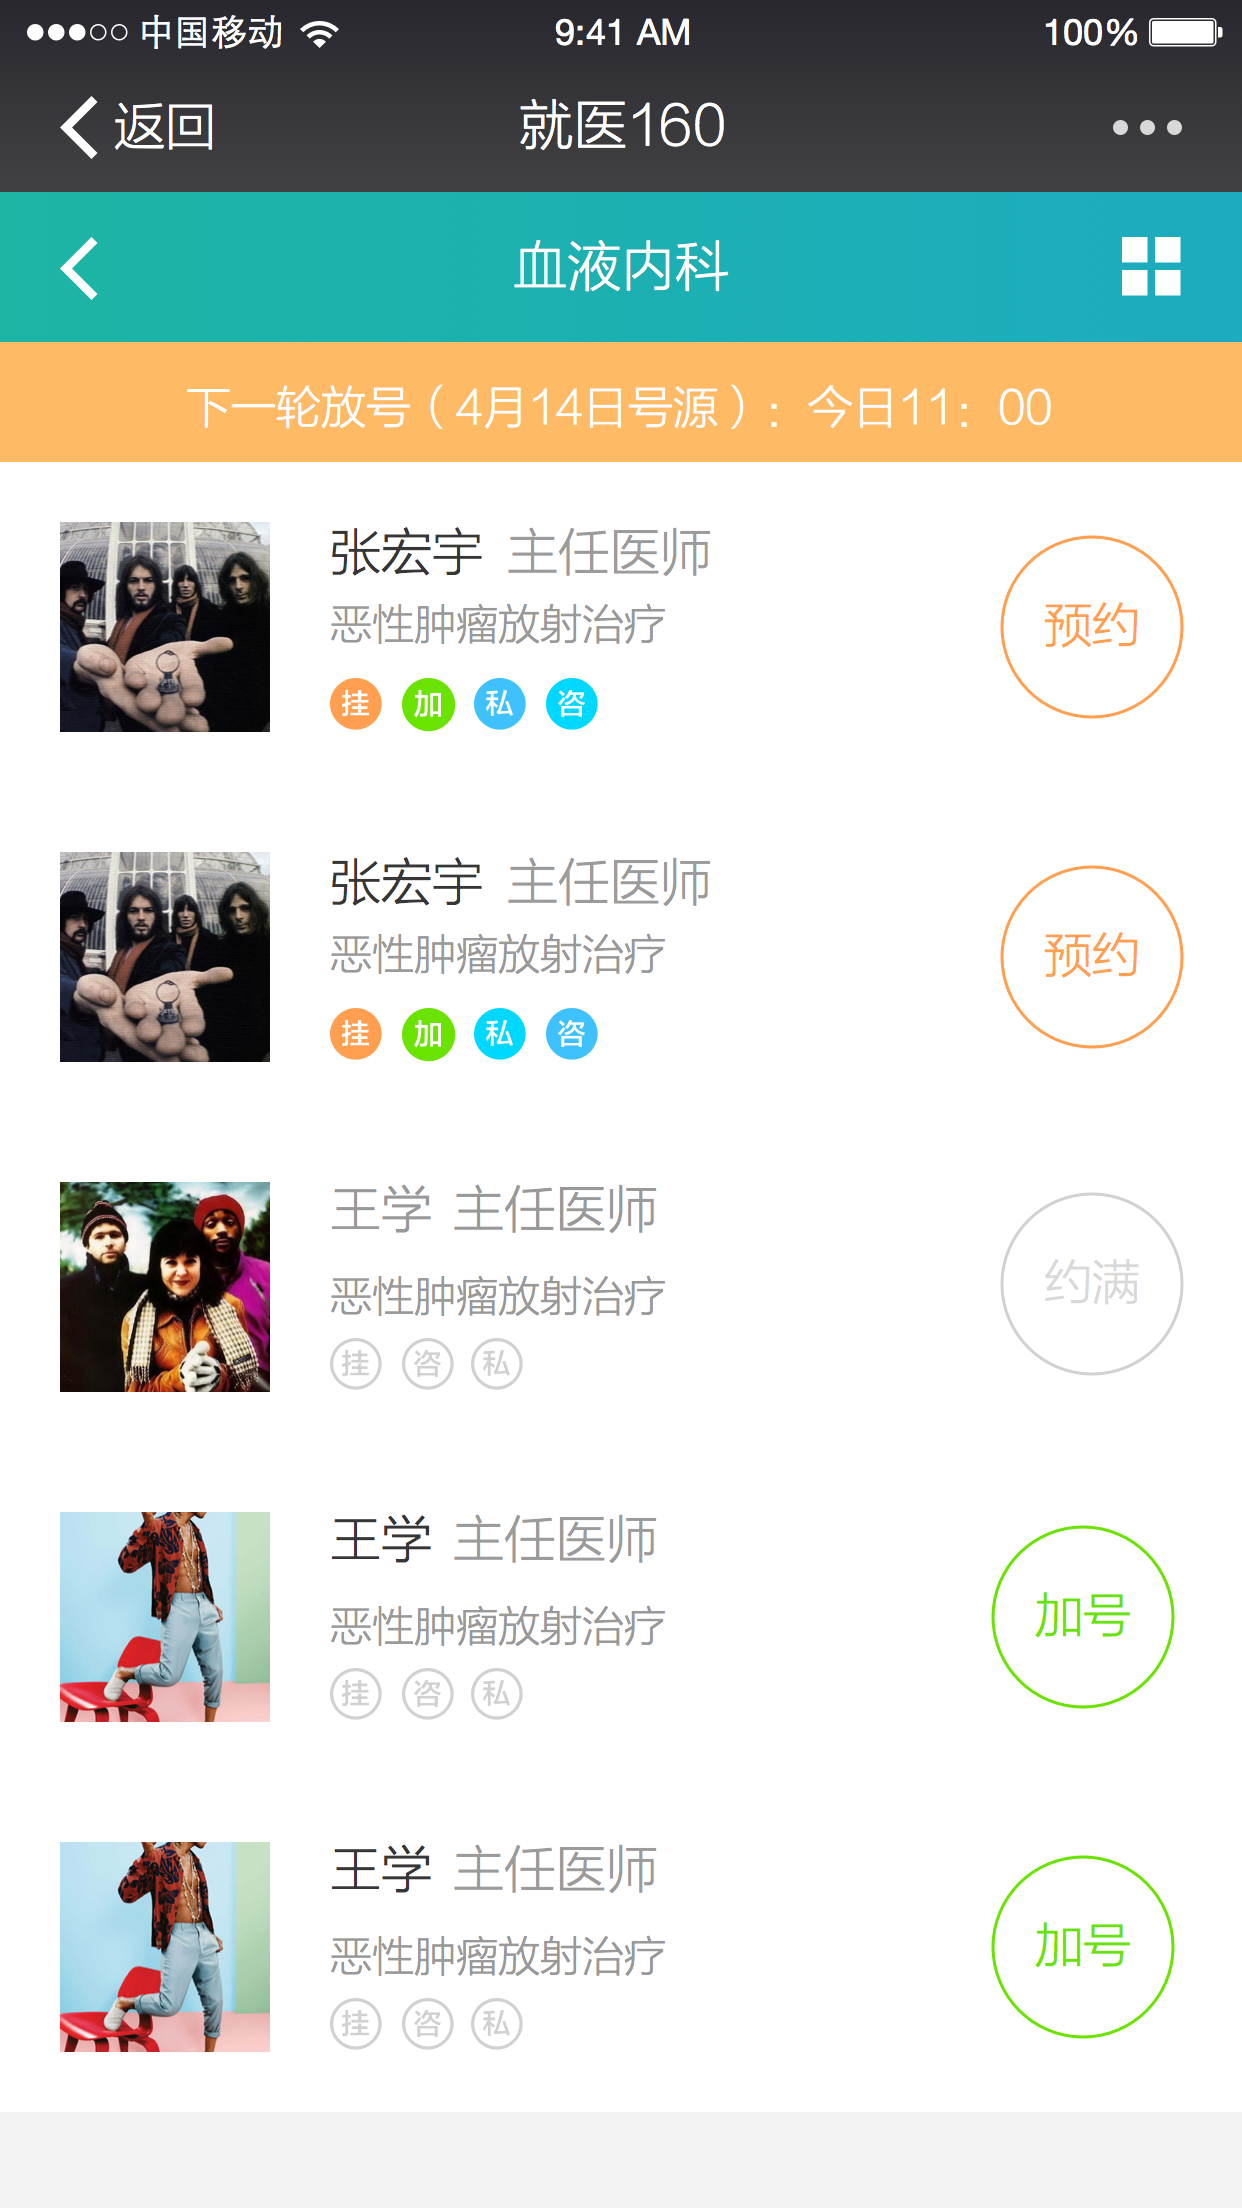 中国移动 9:41 AM 100%
返回 就医160
血液内科
下一轮放号（4月14日号源）：今日11：00
张宏宇 主任医师
恶性肿瘤放射治疗
挂 加 私 咨
预约
张宏宇 主任医师
恶性肿瘤放射治疗
挂 加 私 咨
预约
王学 主任医师
恶性肿瘤放射治疗
挂 咨 私
约满
王学 主任医师
恶性肿瘤放射治疗
挂 咨 私
加号
王学 主任医师
恶性肿瘤放射治疗
挂 咨 私
加号